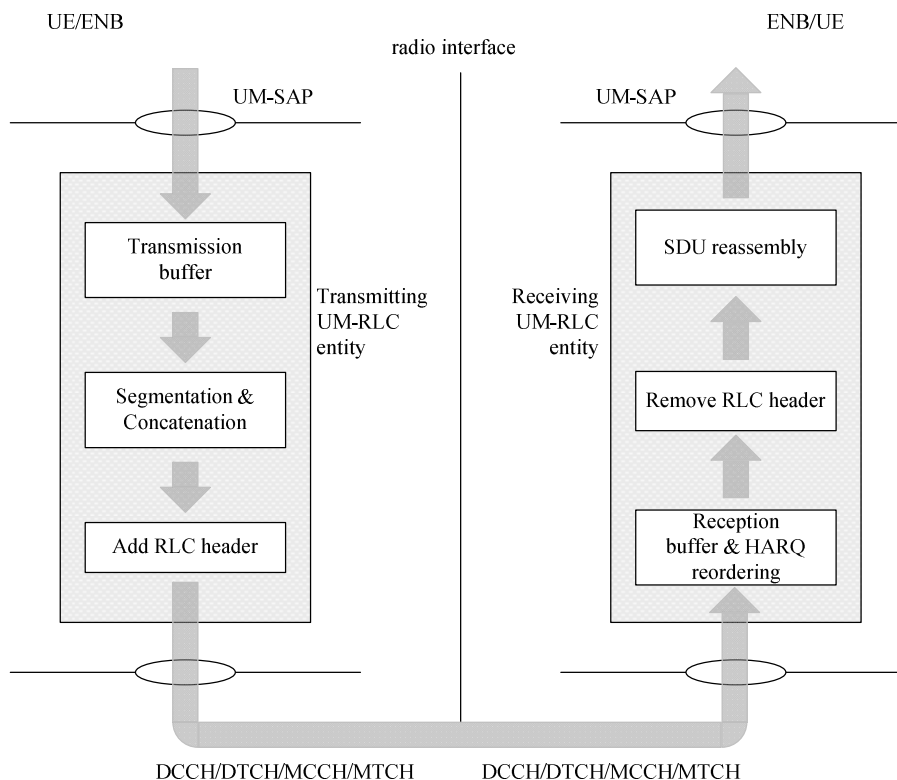 UE/ENB
ENB/UE
radio interface
UM-SAP
UM-SAP
Transmission
buffer
Segmentation &
Concatenation
Add RLC header
Transmitting
UM-RLC
entity
Receiving
UM-RLC
entity
SDU reassembly
Remove RLC header
Reception
buffer & HARQ
reordering
DCCH/DTCH/MCCH/MTCH
DCCH/DTCH/MCCH/MTCH